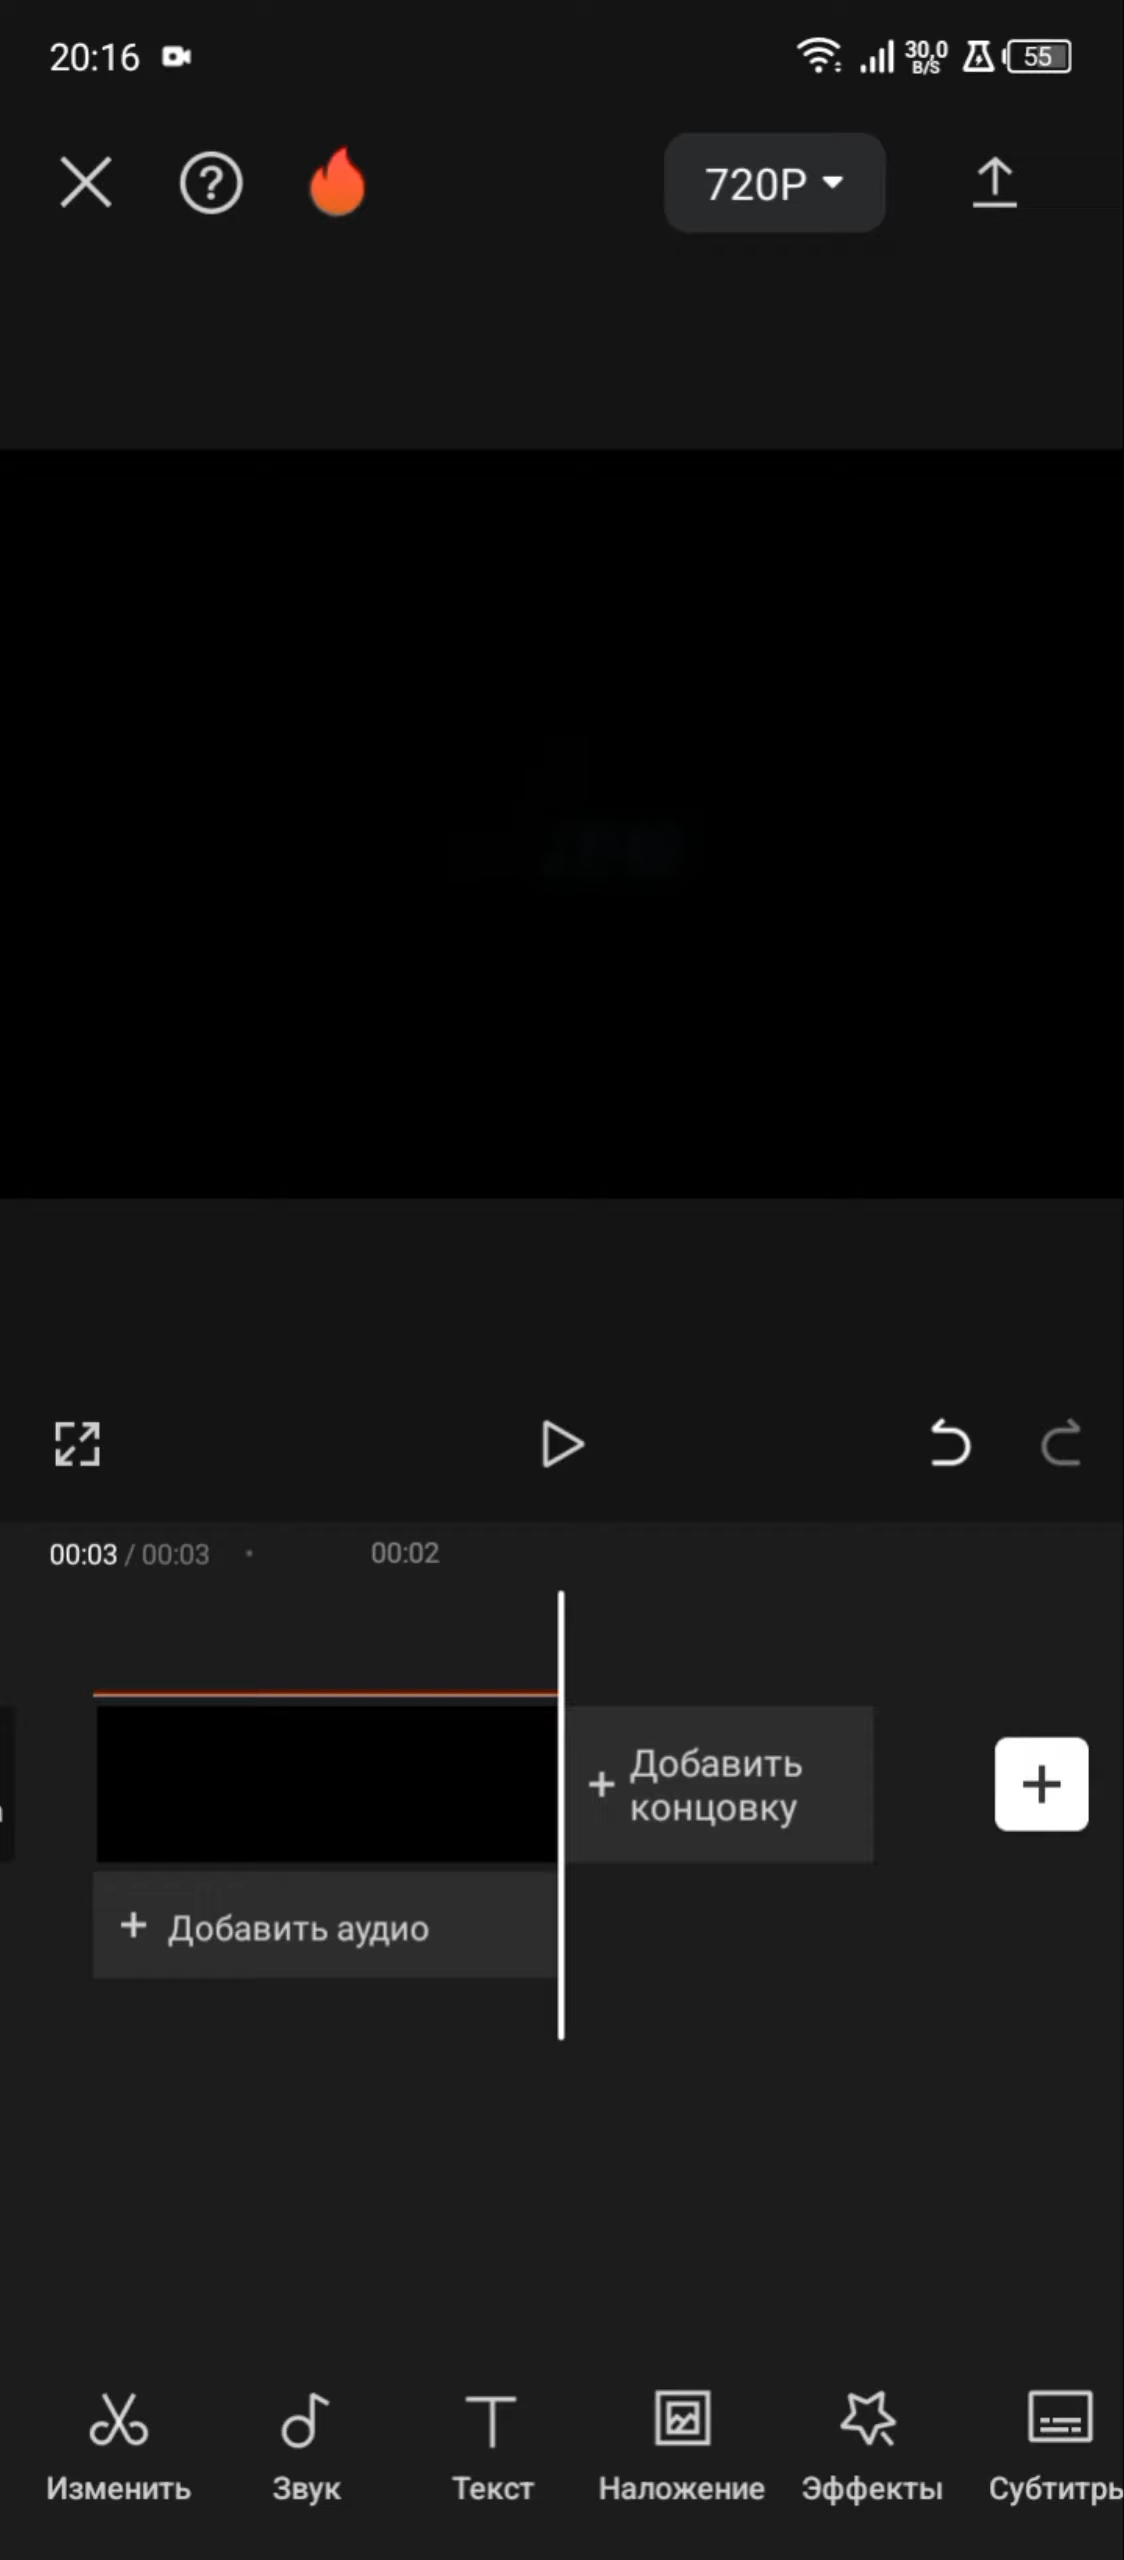 20:16
30,0
B/S
55
720P
00:03 / 00:03
00:02
+ Добавить
концовку
+ Добавить аудио
Изменить
Звук
Текст
Наложение
Эффекты
Субтитры